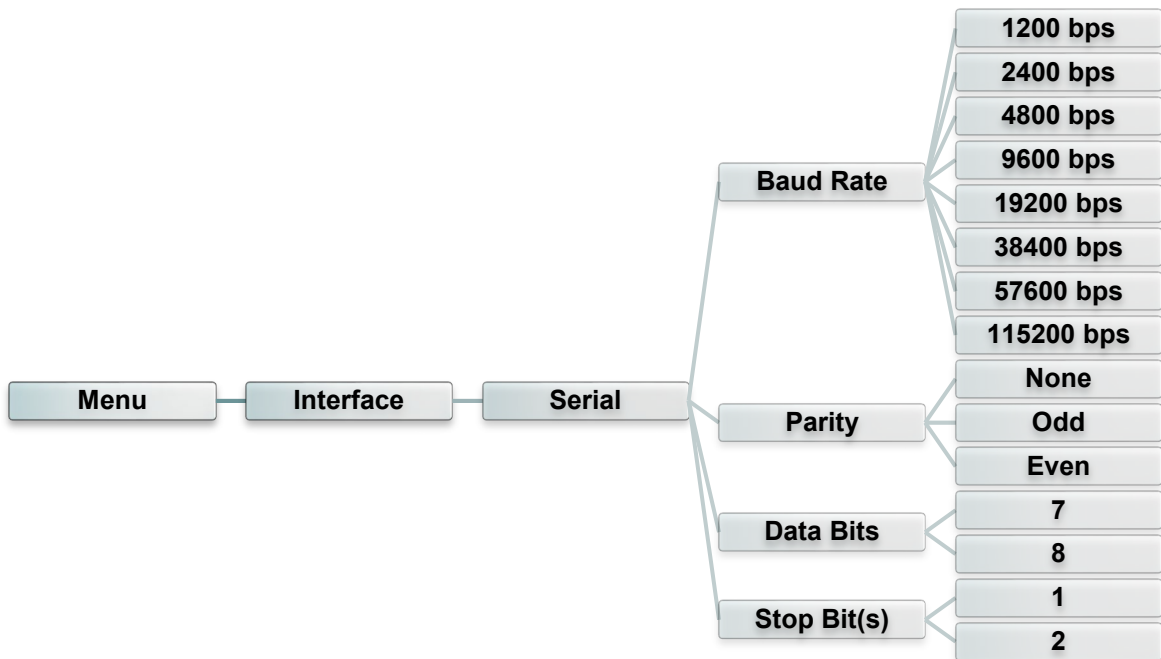 Menu
Interface
Serial
Baud Rate
1200 bps
2400 bps
4800 bps
9600 bps
19200 bps
38400 bps
57600 bps
115200 bps
Parity
None
Odd
Even
Data Bits
7
8
Stop Bit(s)
1
2